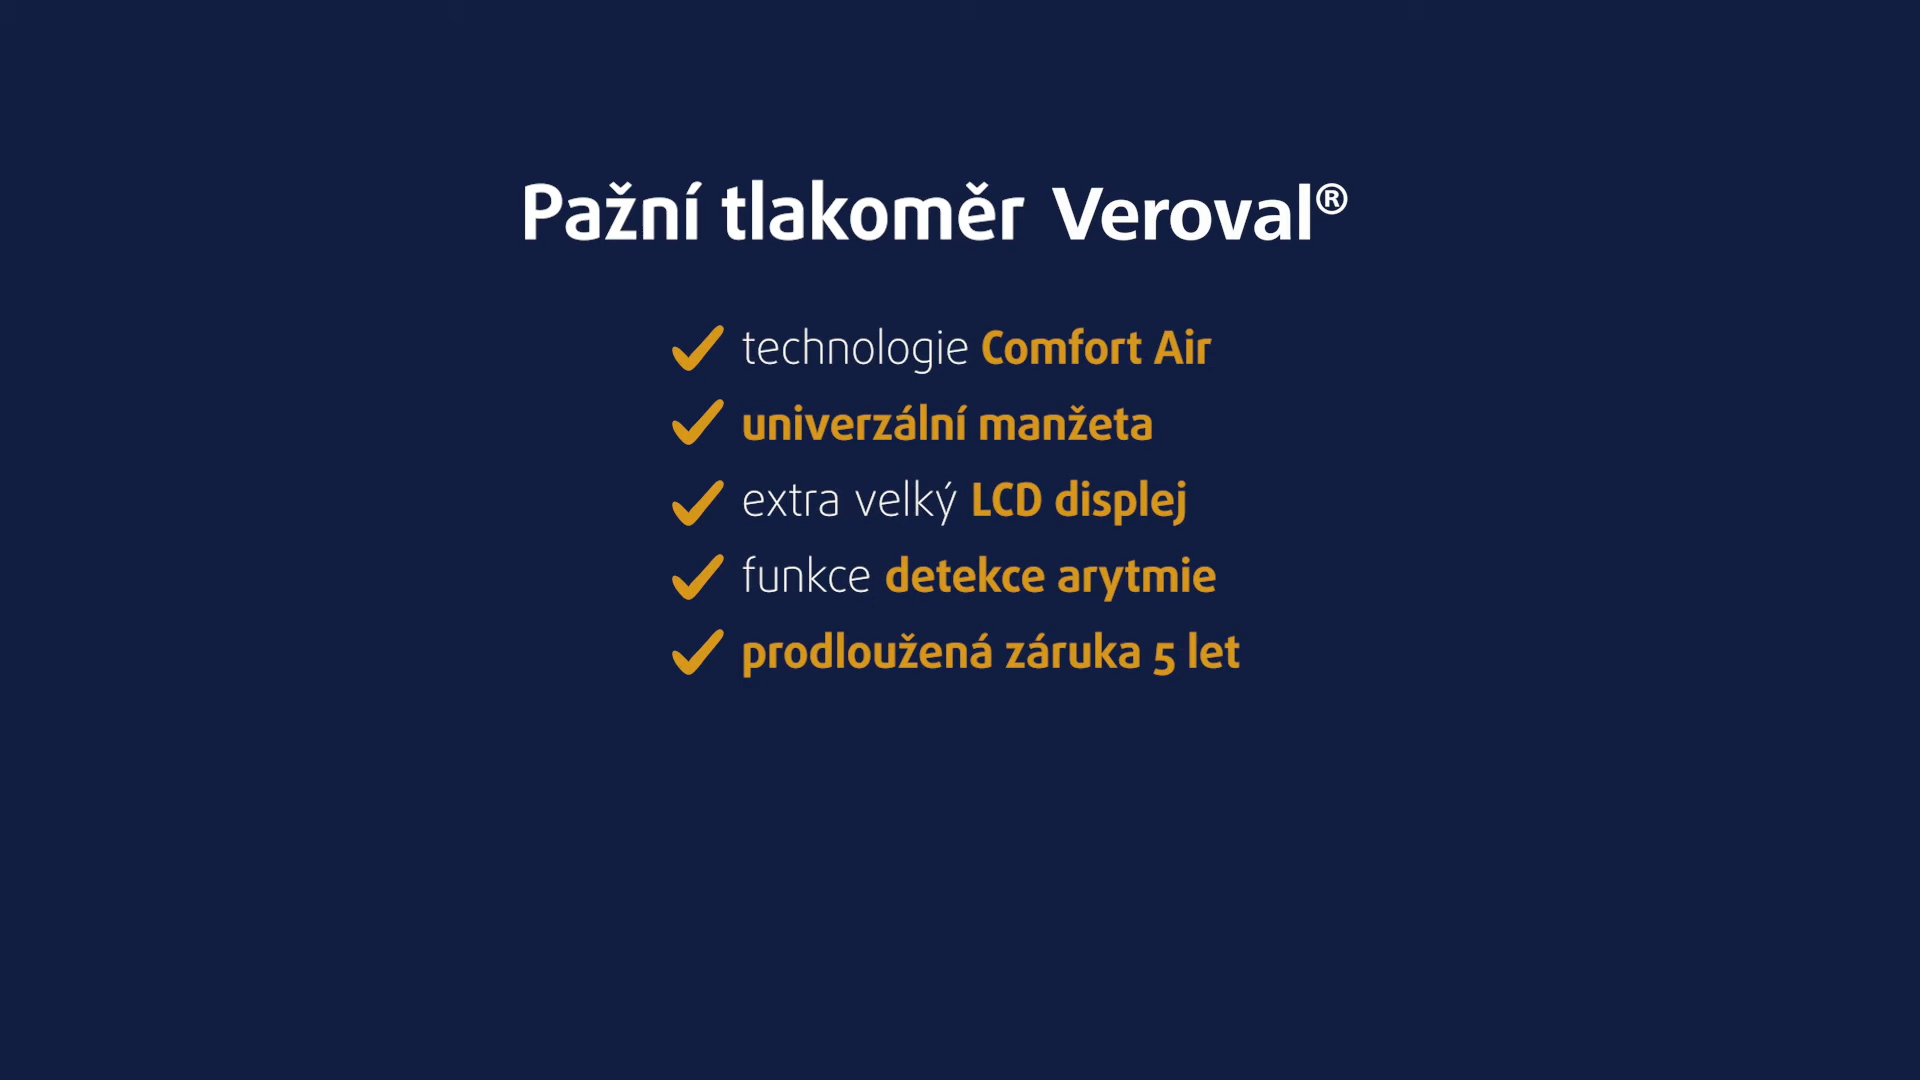 Pažní tlakoměr Veroval®
technologie Comfort Air
univerzální manžeta
extra velký LCD displej
funkce detekce arytmie
prodloužená záruka 5 let